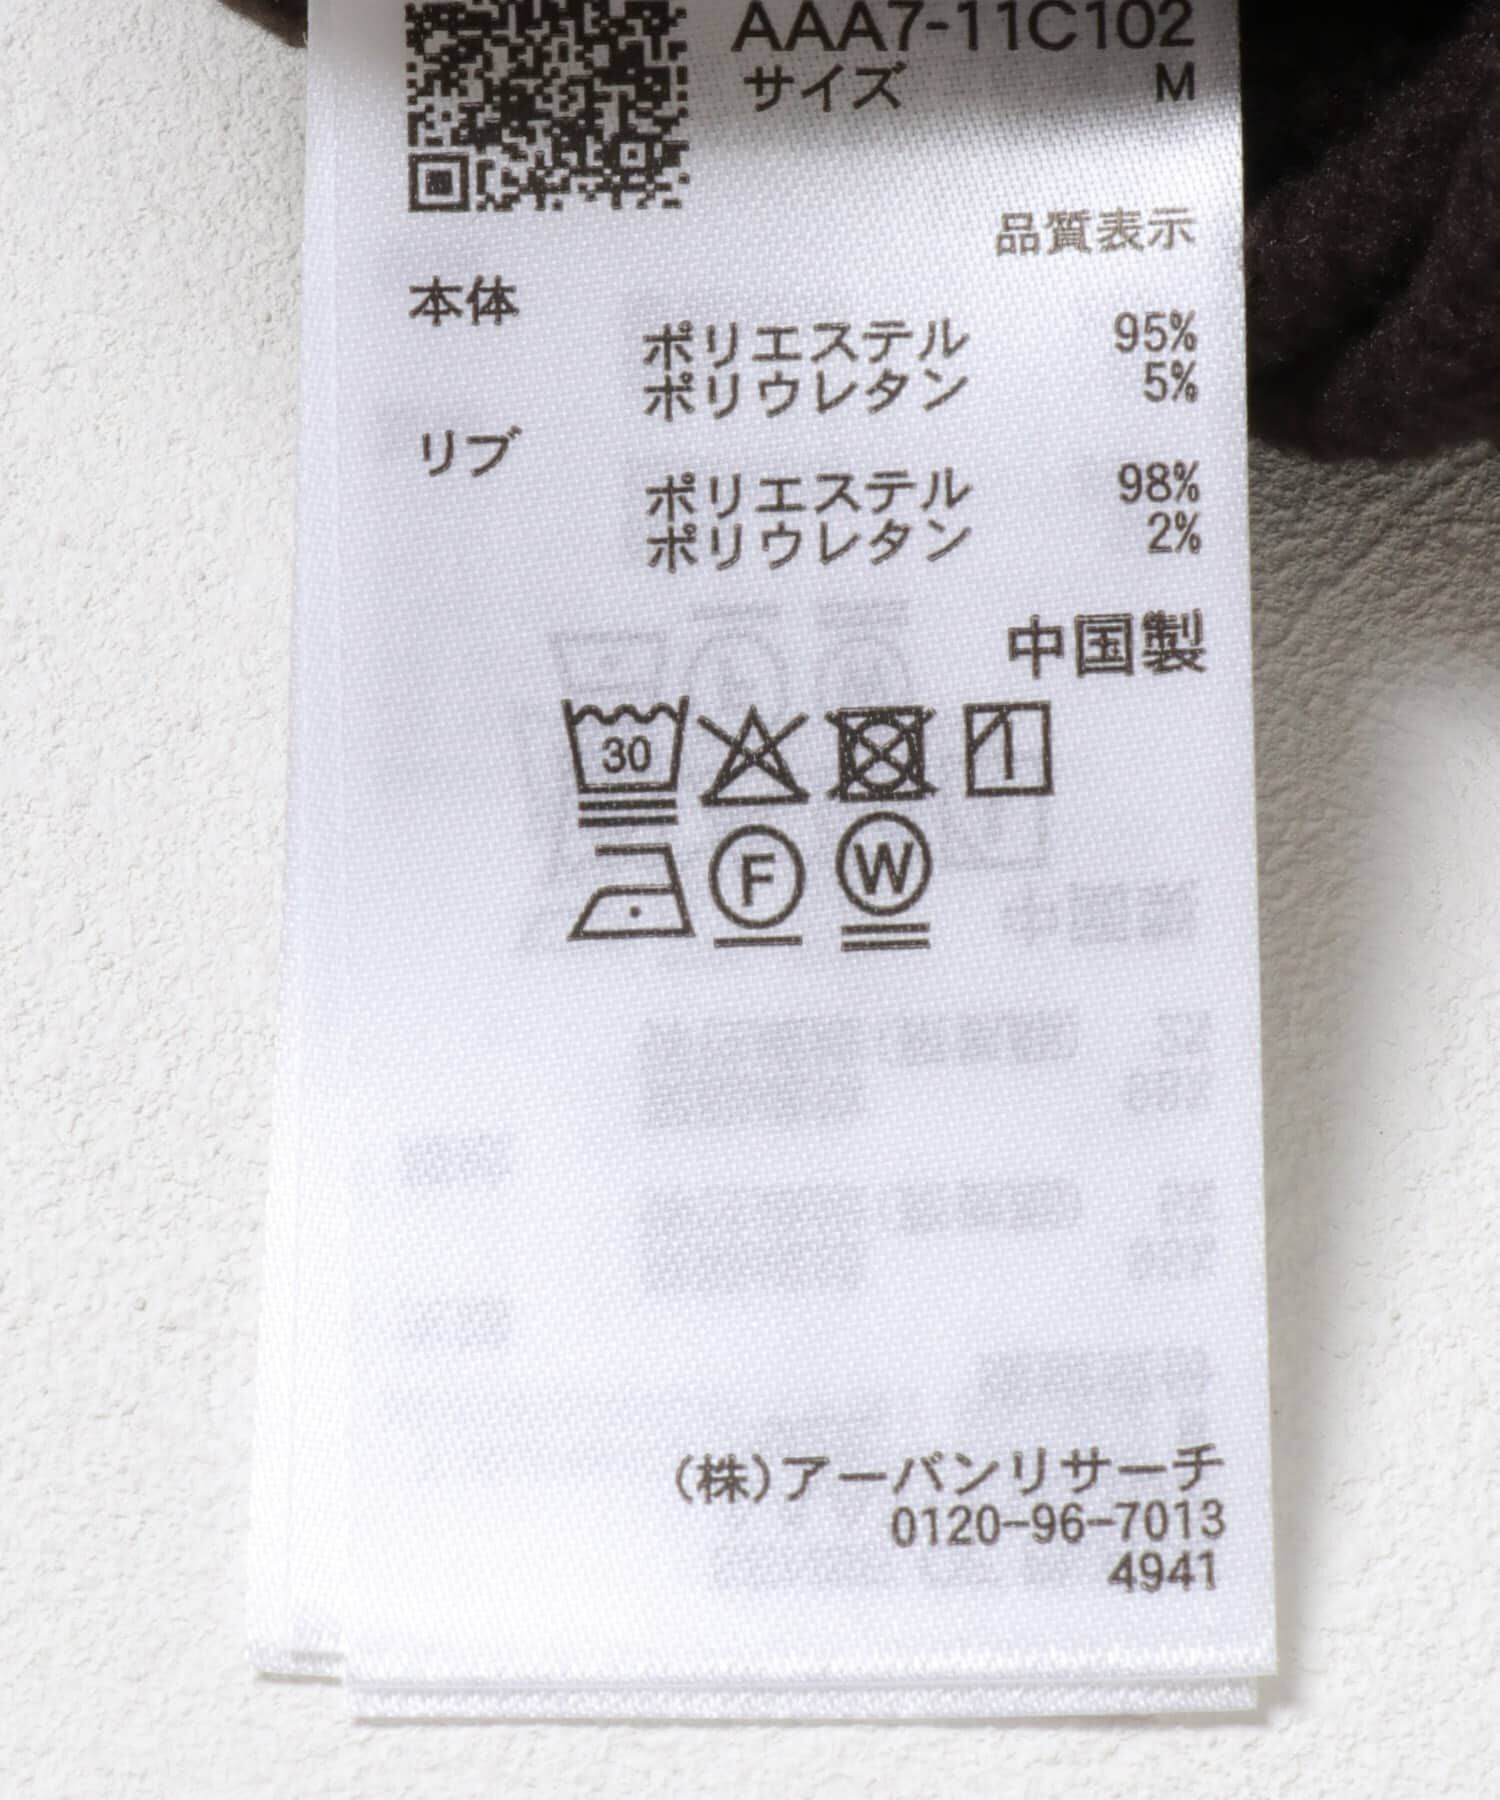 AAA7-11C102
サイズ M
品質表示
本体
ポリエステル 95%
ポリウレタン 5%
リブ
ポリエステル 98%
ポリウレタン 2%
中国製
30
F W
(株)アーバンリサーチ
0120-96-7013
4941